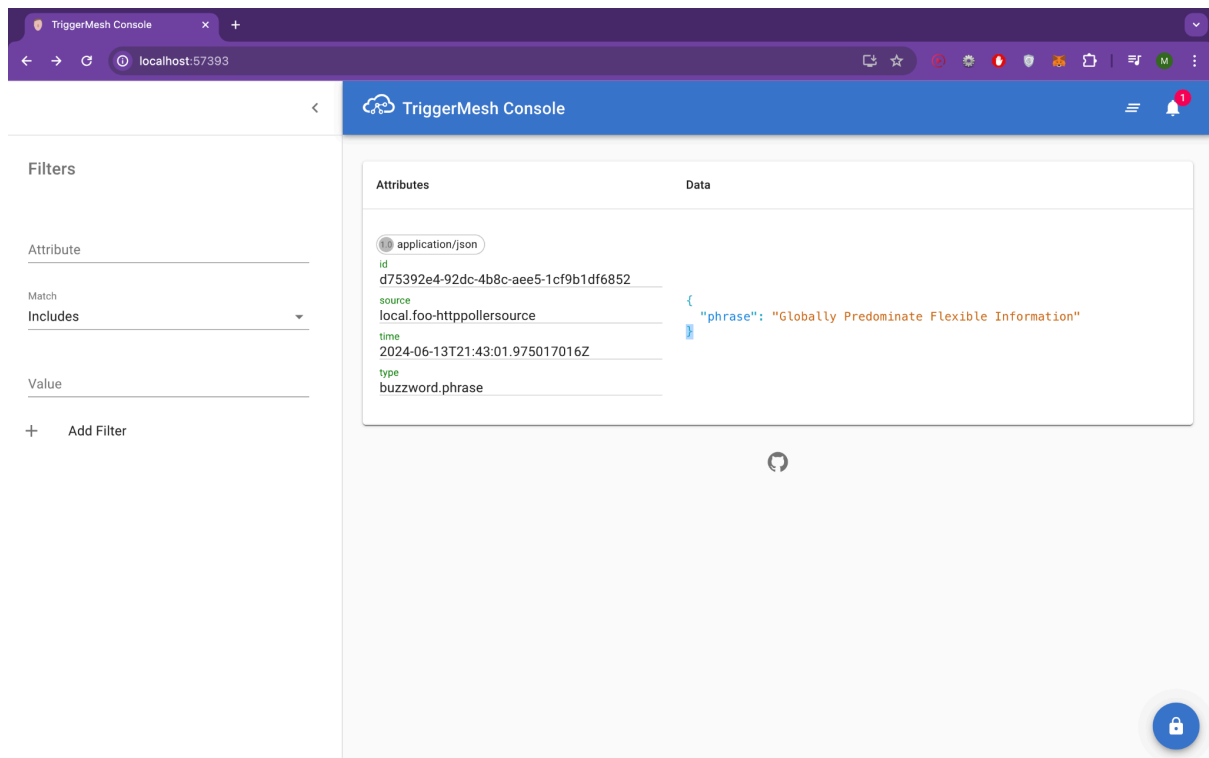 TriggerMesh Console
localhost:57393
M
TriggerMesh Console
1
Filters
Attribute
Match
Includes
Value
Add Filter
Attributes Data
1.0 application/json
id
d75392e4-92dc-4b8c-aee5-1cf9b1df6852
source
local.foo-httppollersource
time
2024-06-13T21:43:01.975017016Z
type
buzzword.phrase
{
"phrase": "Globally Predominate Flexible Information"
}